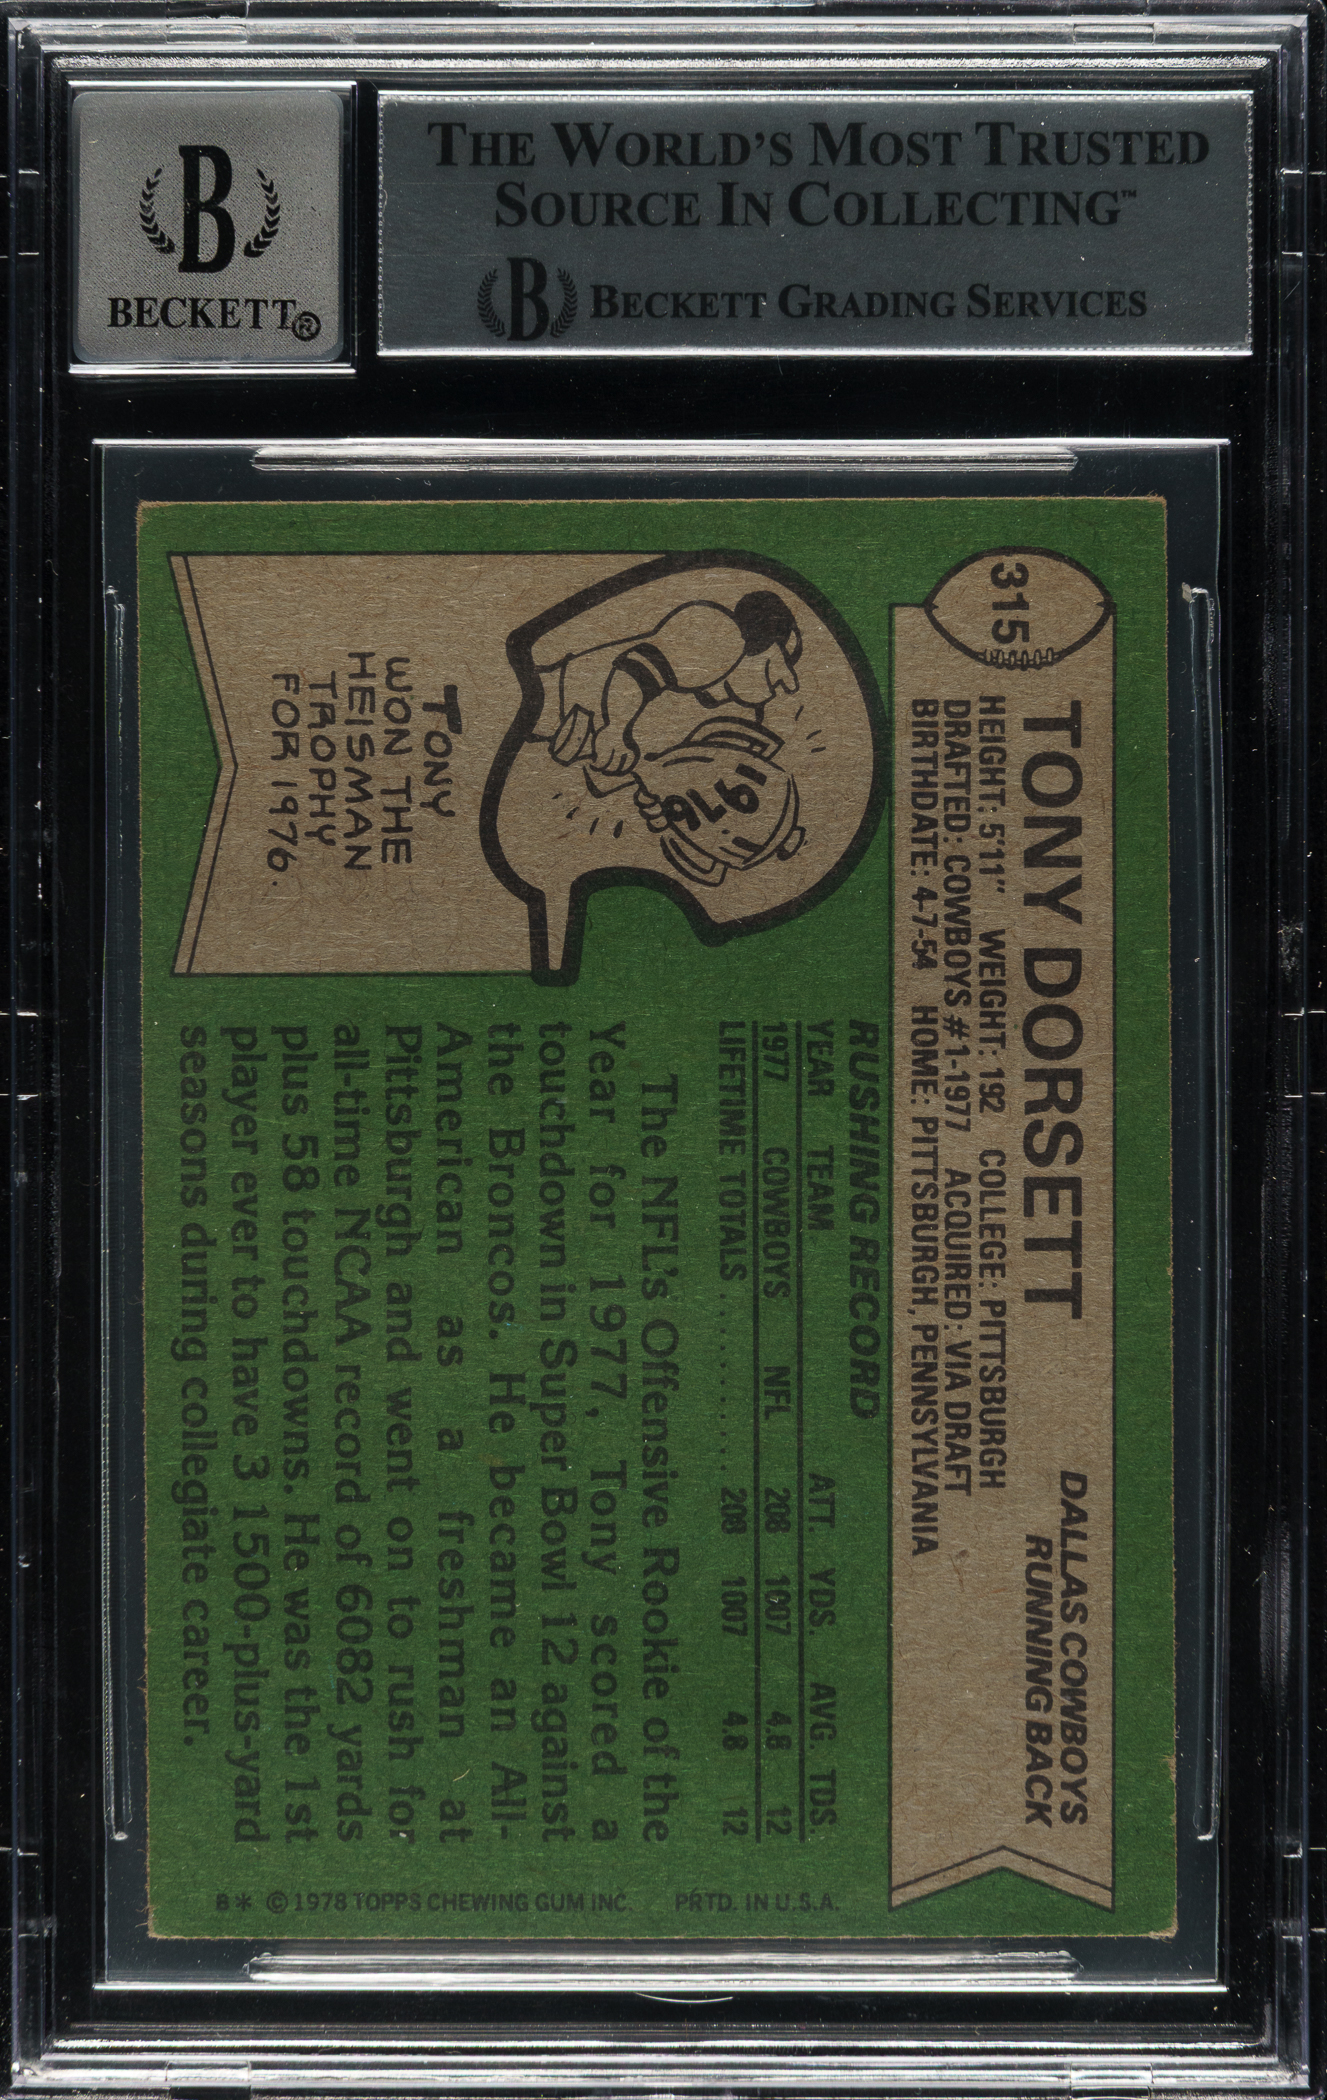 B
BECKETT®
THE WORLD'S MOST TRUSTED
SOURCE IN COLLECTING™
B BECKETT GRADING SERVICES
315
TONY DORSETT
DALLAS COWBOYS
RUNNING BACK
HEIGHT: 5'11" WEIGHT: 192 COLLEGE: PITTSBURGH
DRAFTED: COWBOYS #1-1977 ACQUIRED: VIA DRAFT
BIRTHDATE: 4-7-54 HOME: PITTSBURGH, PENNSYLVANIA
1976
TONY
WON THE
HEISMAN
TROPHY
FOR 1976.
RUSHING RECORD
YEAR TEAM ATT. YDS. AVG. TDS
1977 COWBOYS NFL 208 1007 4.8 12
LIFETIME TOTALS .......... 208 1007 4.8 12
The NFL's Offensive Rookie of the
Year for 1977, Tony scored a
touchdown in Super Bowl 12 against
the Broncos. He became an All-
American as a freshman at
Pittsburgh and went on to rush for
all-time NCAA record of 6082 yards
plus 58 touchdowns. He was the 1st
player ever to have 3 1500-plus-yard
seasons during collegiate career.
B* © 1978 TOPPS CHEWING GUM INC. PRTD. IN U.S.A.